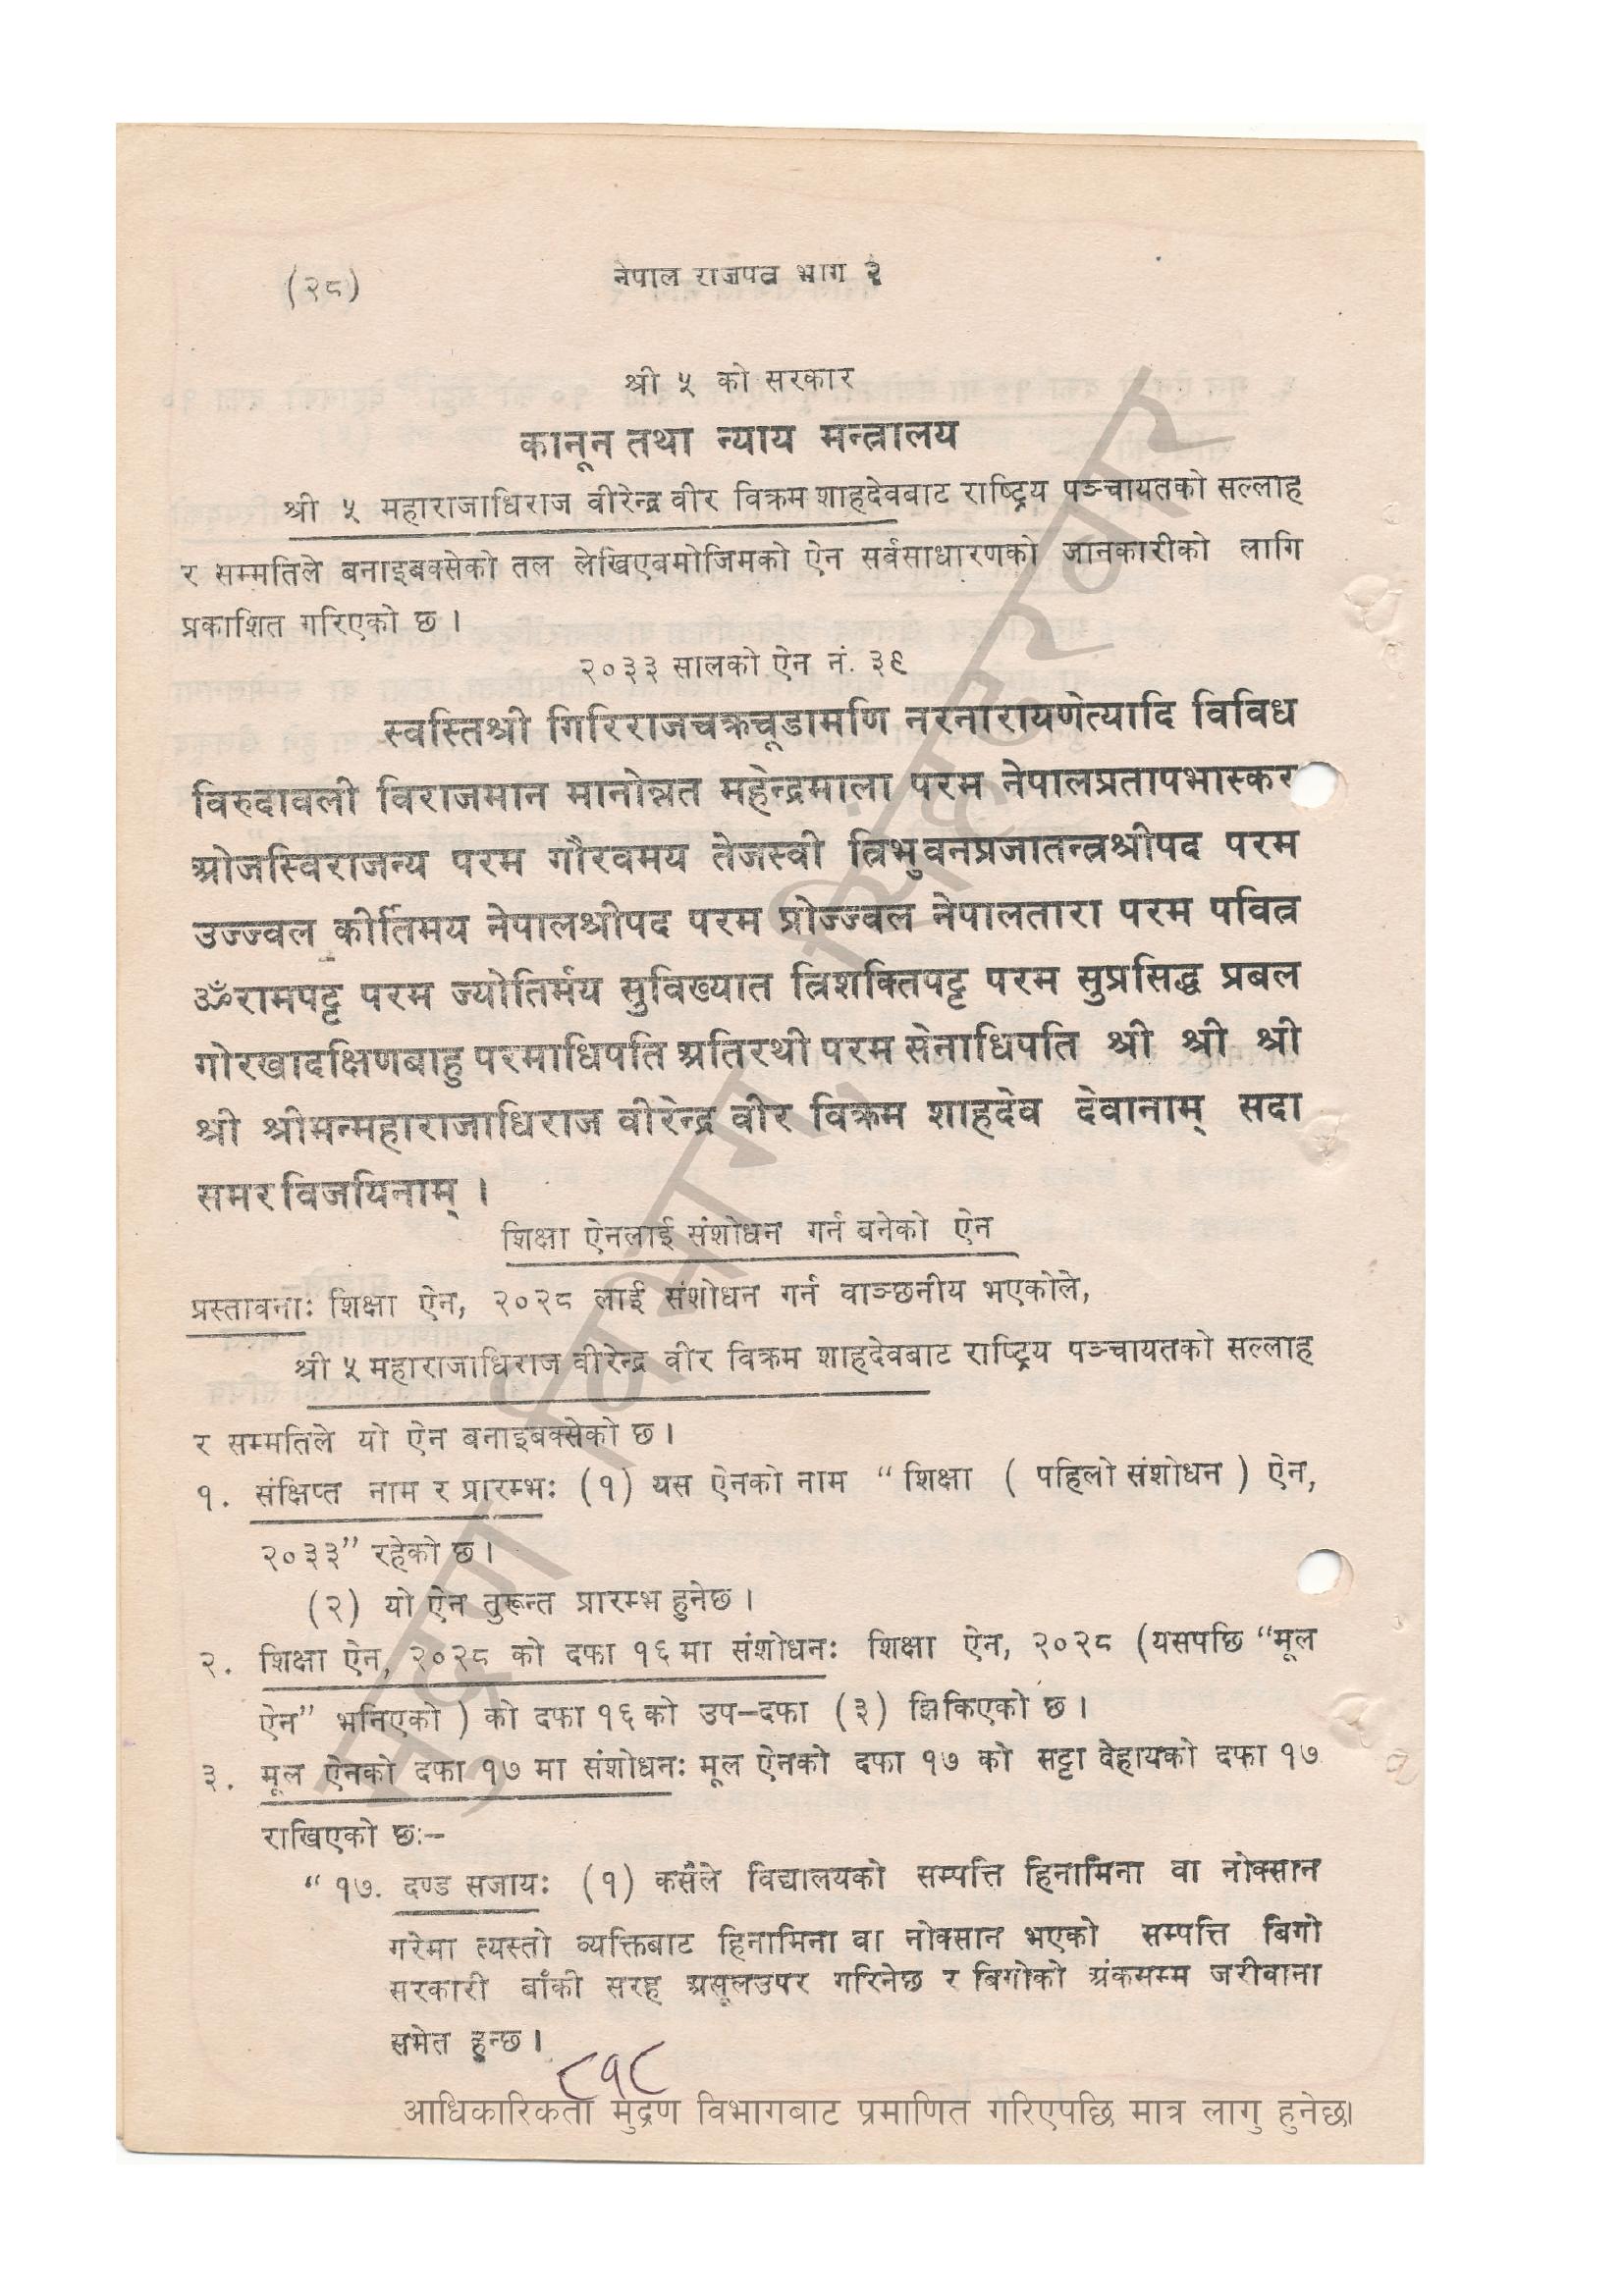 (२८)
नेपाल राजपत्र भाग २
श्री ५ को सरकार
कानून तथा न्याय मन्त्रालय
श्री ५ महाराजाधिराज वीरेन्द्र वीर विक्रम शाहदेवबाट राष्ट्रिय पञ्चायतको सल्लाह
र सम्मतिले बनाइबक्सेको तल लेखिएबमोजिमको ऐन सर्वसाधारणको जानकारीको लागि
प्रकाशित गरिएको छ ।
२०३३ सालको ऐन नं. ३९
स्वस्तिश्री गिरिराजचक्रचूडामणि नरनारायणेत्यादि विविध
विरुदावली विराजमान मानोन्नत महेन्द्रमाला परम नेपालप्रतापभास्कर
ओजस्विराजन्य परम गौरवमय तेजस्वी त्रिभुवनप्रजातन्त्रश्रीपद परम
उज्ज्वल कीर्तिमय नेपालश्रीपद परम प्रोज्ज्वल नेपालतारा परम पवित्र
ॐरामपट्ट परम ज्योतिर्मय सुविख्यात त्रिशक्तिपट्ट परम सुप्रसिद्ध प्रबल
गोरखादक्षिणबाहु परमाधिपति अतिरथी परम सेनाधिपति श्री श्री श्री
श्री श्रीमन्महाराजाधिराज वीरेन्द्र वीर विक्रम शाहदेव देवानाम् सदा
समरविजयिनाम् ।
शिक्षा ऐनलाई संशोधन गर्न बनेको ऐन
प्रस्तावनाः शिक्षा ऐन, २०२८ लाई संशोधन गर्न वाञ्छनीय भएकोले,
श्री ५ महाराजाधिराज वीरेन्द्र वीर विक्रम शाहदेवबाट राष्ट्रिय पञ्चायतको सल्लाह
र सम्मतिले यो ऐन बनाइबक्सेको छ ।
१. संक्षिप्त नाम र प्रारम्भः (१) यस ऐनको नाम “शिक्षा ( पहिलो संशोधन ) ऐन,
२०३३” रहेको छ ।
(२) यो ऐन तुरून्त प्रारम्भ हुनेछ ।
२. शिक्षा ऐन, २०२८ को दफा १६ मा संशोधनः शिक्षा ऐन, २०२८ (यसपछि “मूल
ऐन” भनिएको ) को दफा १६ को उप-दफा (३) झिकिएको छ ।
३. मूल ऐनको दफा १७ मा संशोधनः मूल ऐनको दफा १७ को सट्टा देहायको दफा १७
राखिएको छः–
“ १७. दण्ड सजायः (१) कसैले विद्यालयको सम्पत्ति हिनामिना वा नोक्सान
गरेमा त्यस्तो व्यक्तिबाट हिनामिना वा नोक्सान भएको सम्पत्ति बिगो
सरकारी बाँकी सरह असूलउपर गरिनेछ र बिगोको अंकसम्म जरीवाना
समेत हुन्छ ।
८१८
आधिकारिकता मुद्रण विभागबाट प्रमाणित गरिएपछि मात्र लागु हुनेछ।
मुद्रण विभाग, सिंहदरवार